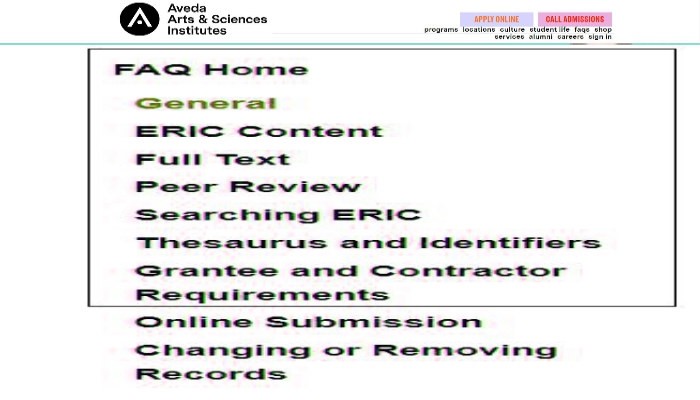 Aveda
Arts & Sciences
Institutes
APPLY ONLINE CALL ADMISSIONS
programs locations culture student life faqs shop
services alumni careers sign in
FAQ Home
General
ERIC Content
Full Text
Peer Review
Searching ERIC
Thesaurus and Identifiers
Grantee and Contractor
Requirements
Online Submission
Changing or Removing
Records